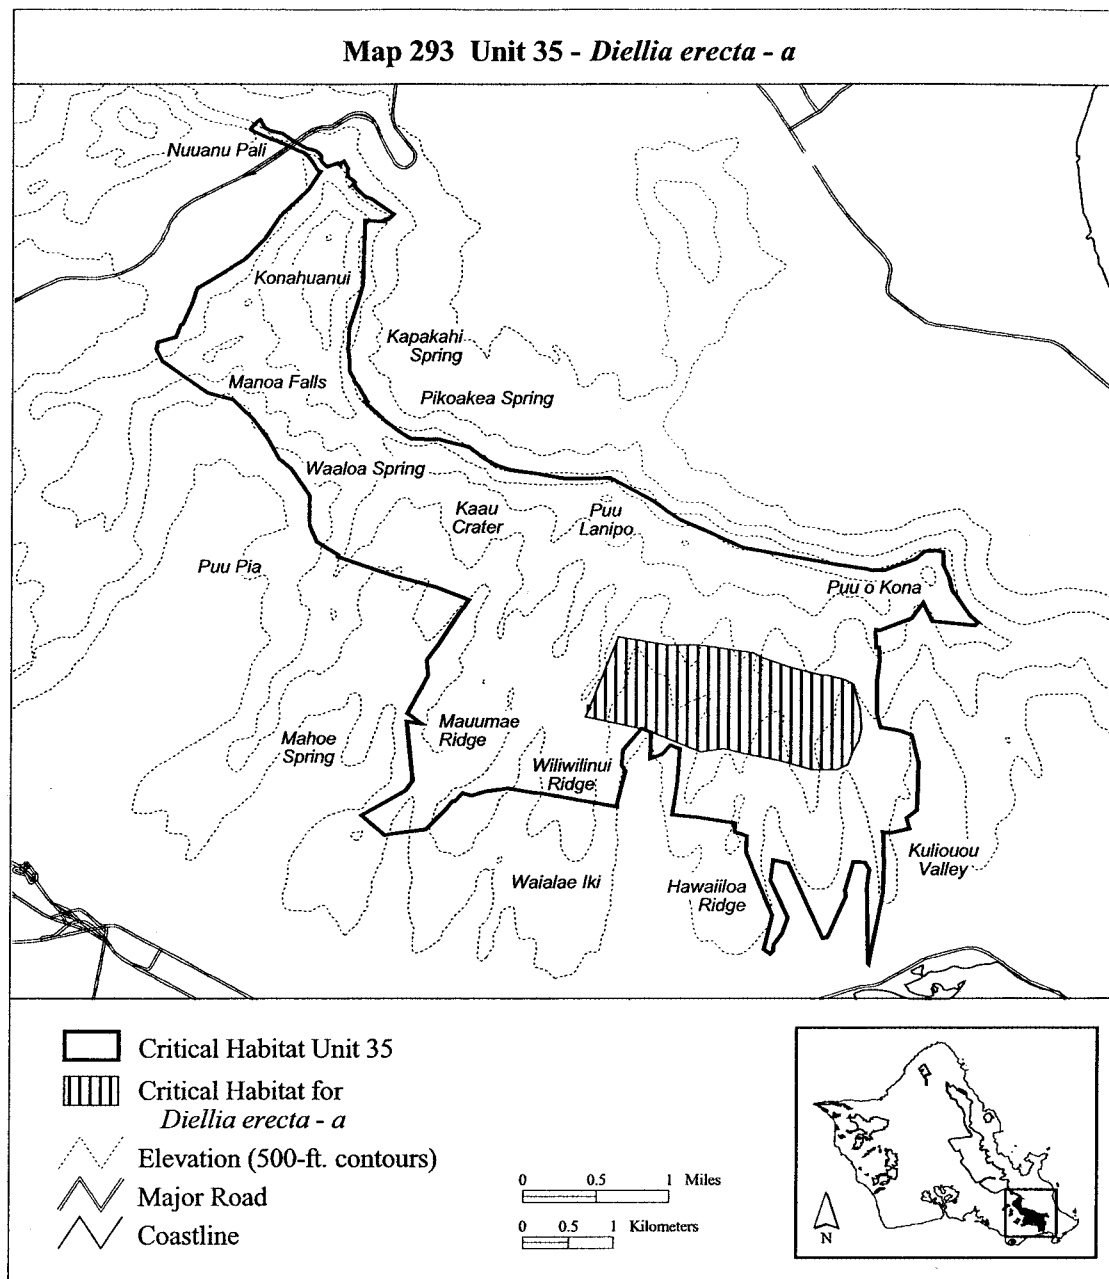 Map 293 Unit 35 - Diellia erecta - a
Nuuanu Pali
Konahuanui
Kapakahi
Spring
Manoa Falls
Pikoakea Spring
Waaloa Spring
Kaau
Crater
Puu
Lanipo
Puu Pia
Puu o Kona
Mauumae
Ridge
Mahoe
Spring
Wiliwilinui
Ridge
Kuliouou
Valley
Waialae Iki
Hawaiiloa
Ridge
Critical Habitat Unit 35
Critical Habitat for
Diellia erecta - a
Elevation (500-ft. contours)
Major Road
Coastline
0 0.5 1 Miles
0 0.5 1 Kilometers
N